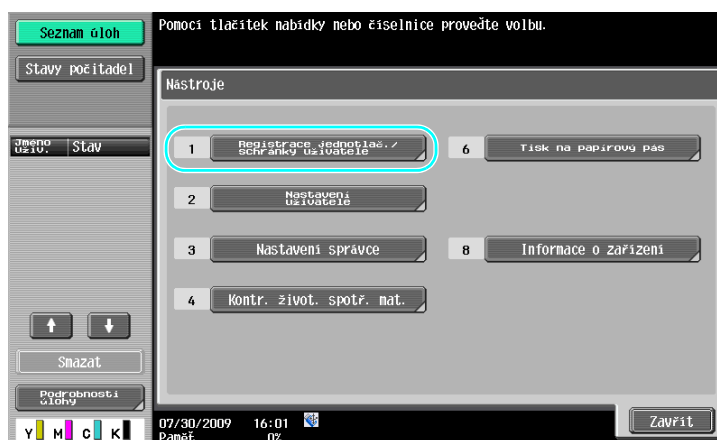 Seznam úloh
Pomocí tlačítek nabídky nebo číselnice proveďte volbu.
Stavy počitadel
Nástroje
Jméno uživ.
Stav
1
Registrace jednotlač./
schránky uživatele
6
Tisk na papírový pás
2
Nastavení
uživatele
3
Nastavení správce
8
Informace o zařízení
4
Kontr. život. spotř. mat.
Smazat
Podrobnosti
úlohy
Zavřít
07/30/2009 16:01
Paměť 0%
Y M C K